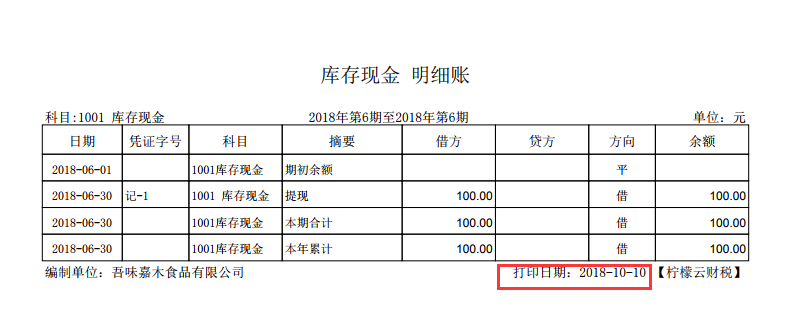 库存现金 明细账
科目:1001 库存现金 2018年第6期至2018年第6期 单位: 元
日期 凭证字号 科目 摘要 借方 贷方 方向 余额
2018-06-01 1001库存现金 期初余额 平
2018-06-30 记-1 1001 库存现金 提现 100.00 借 100.00
2018-06-30 1001库存现金 本期合计 100.00 借 100.00
2018-06-30 1001库存现金 本年累计 100.00 借 100.00
编制单位: 吾味嘉木食品有限公司 打印日期: 2018-10-10 【柠檬云财税】